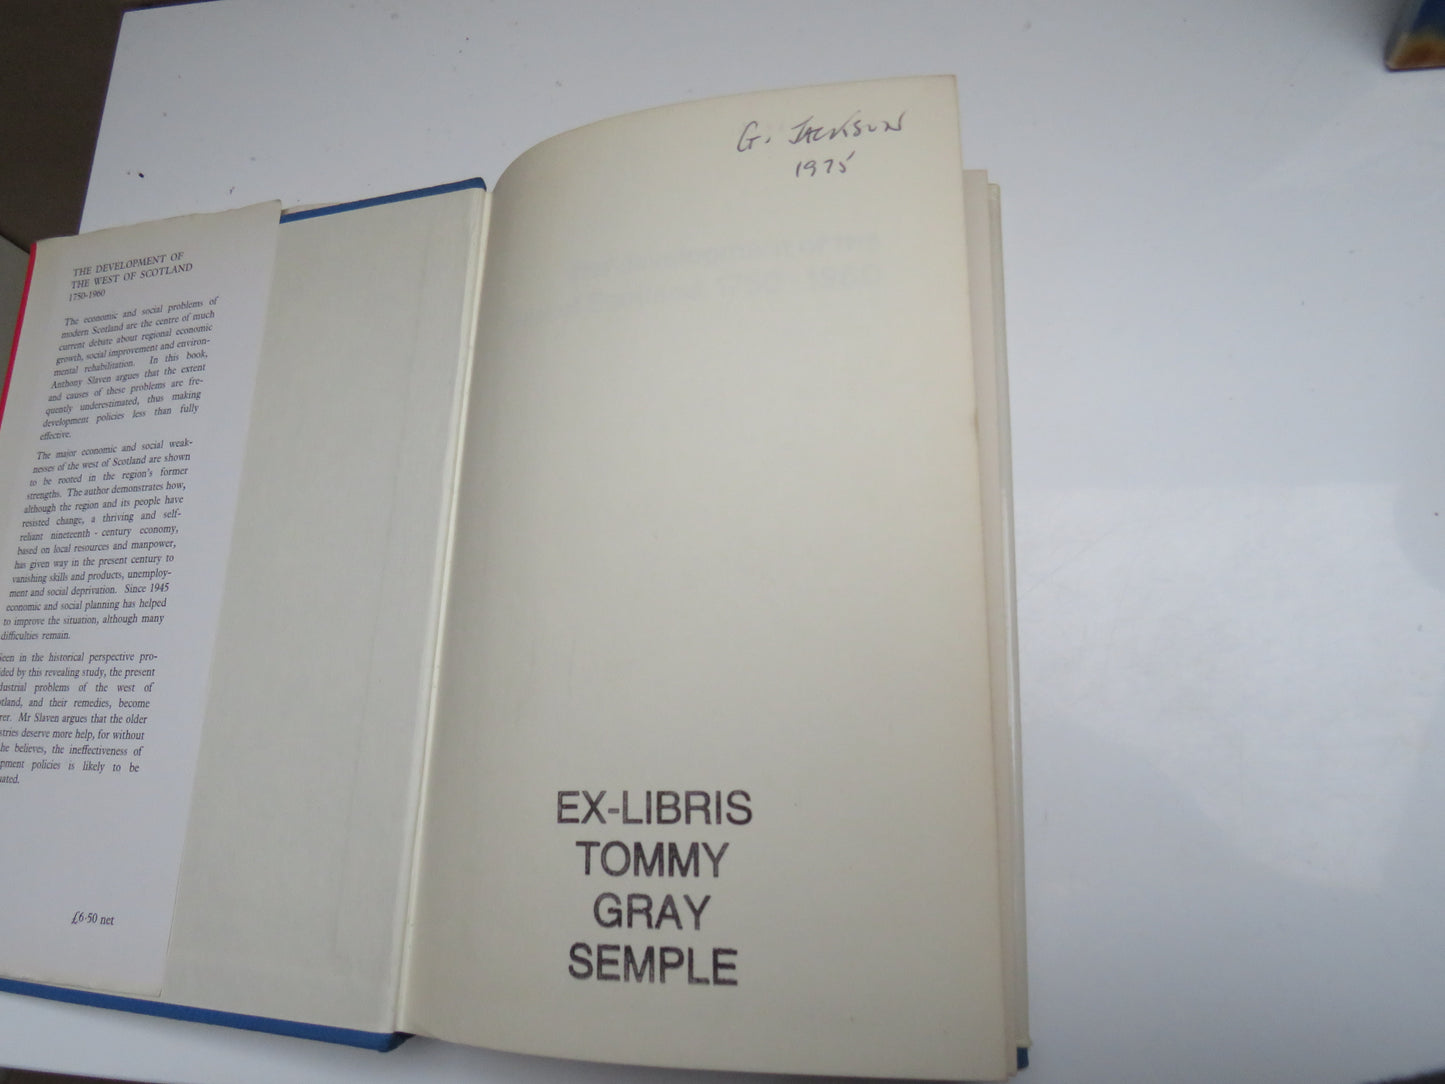 THE DEVELOPMENT OF
THE WEST OF SCOTLAND
1750-1960
The economic and social problems of
modern Scotland are the centre of much
current debate about regional economic
growth, social improvement and environ-
mental rehabilitation. In this book,
Anthony Slaven argues that the extent
and causes of these problems are fre-
quently underestimated, thus making
development policies less than fully
effective.
The major economic and social weak-
nesses of the west of Scotland are shown
to be rooted in the region's former
strengths. The author demonstrates how,
although the region and its people have
resisted change, a thriving and self-
reliant nineteenth-century economy,
based on local resources and manpower,
has given way in the present century to
vanishing skills and products, unemploy-
ment and social deprivation. Since 1945
economic and social planning has helped
to improve the situation, although many
difficulties remain.
in the historical perspective pro-
by this revealing study, the present
problems of the west of
and their remedies, become
Mr Slaven argues that the older
deserve more help, for without
he believes, the ineffectiveness of
policies is likely to be
£6·50 net
G. JACKSON
1975
EX-LIBRIS
TOMMY
GRAY
SEMPLE